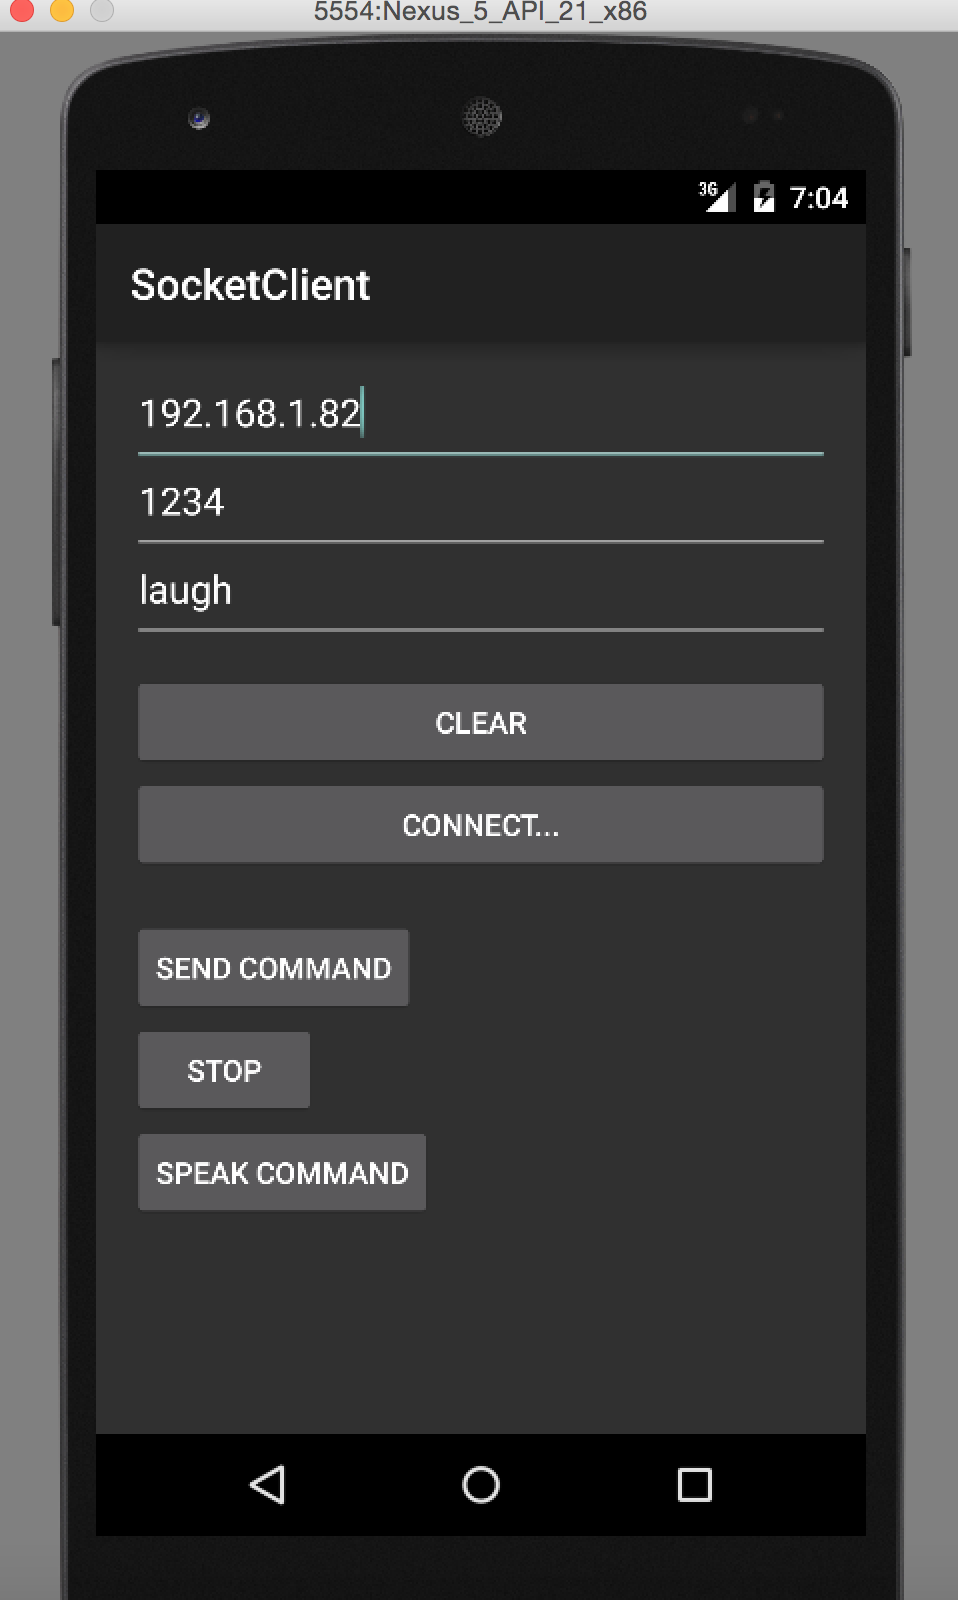 5554:Nexus_5_API_21_x86
3G 7:04
SocketClient
192.168.1.82
1234
laugh
CLEAR
CONNECT...
SEND COMMAND
STOP
SPEAK COMMAND